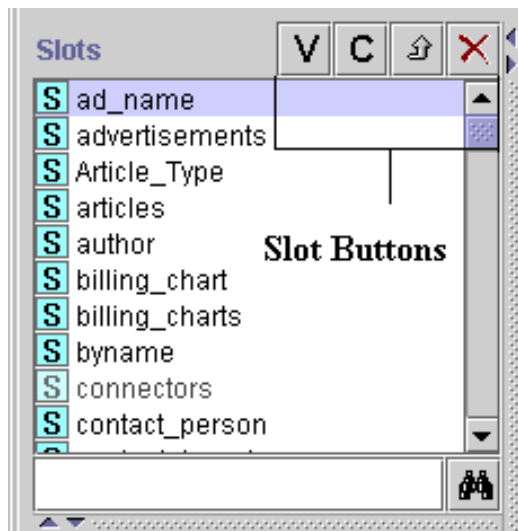 Slots V C
S ad_name
S advertisements
S Article_Type
S articles
S author
Slot Buttons
S billing_chart
S billing_charts
S byname
S connectors
S contact_person